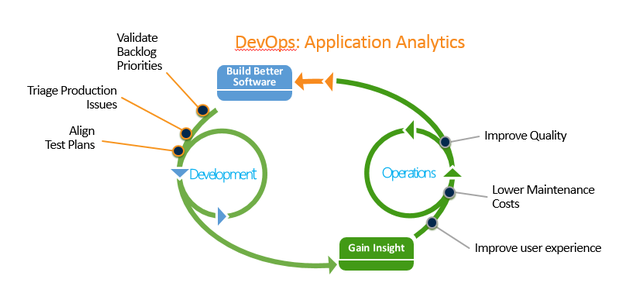 DevOps: Application Analytics
Validate
Backlog
Priorities
Build Better
Software
Triage Production
Issues
Align
Test Plans
Development
Operations
Improve Quality
Lower Maintenance
Costs
Gain Insight
Improve user experience